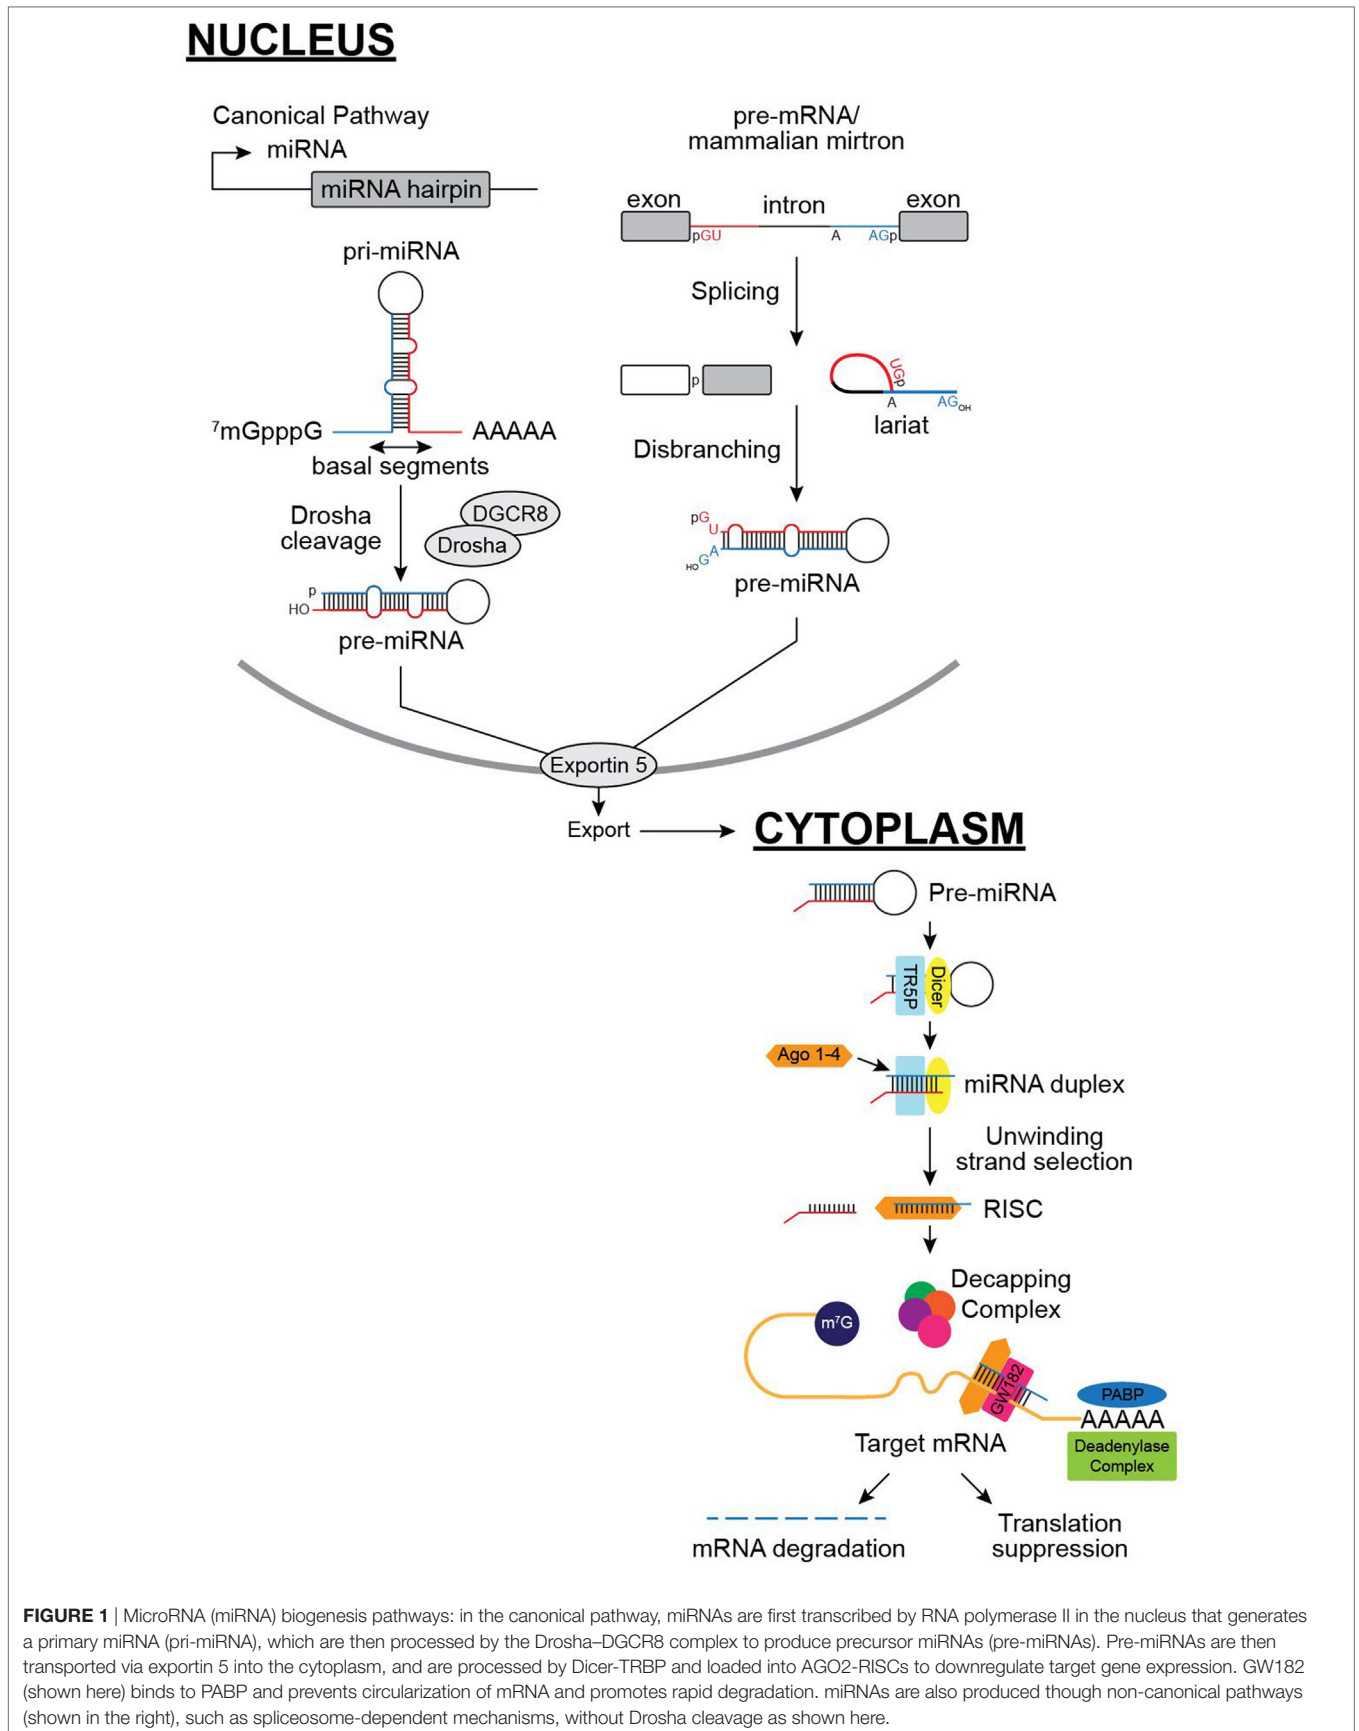 NUCLEUS
Canonical Pathway
miRNA
miRNA hairpin
pri-miRNA
⁷mGpppG
AAAAA
basal segments
Drosha
cleavage
DGCR8
Drosha
p
HO
pre-miRNA
pre-mRNA/
mammalian mirtron
exon
intron
exon
pGU
A
AGp
Splicing
p
UGp
A
AGOH
lariat
Disbranching
pG
U
A
G
HO
pre-miRNA
Exportin 5
Export
CYTOPLASM
Pre-miRNA
TR5P
Dicer
Ago 1-4
miRNA duplex
Unwinding
strand selection
RISC
Decapping
Complex
m⁷G
GW182
PABP
AAAAA
Deadenylase
Complex
Target mRNA
mRNA degradation
Translation
suppression
FIGURE 1 | MicroRNA (miRNA) biogenesis pathways: in the canonical pathway, miRNAs are first transcribed by RNA polymerase II in the nucleus that generates
a primary miRNA (pri-miRNA), which are then processed by the Drosha–DGCR8 complex to produce precursor miRNAs (pre-miRNAs). Pre-miRNAs are then
transported via exportin 5 into the cytoplasm, and are processed by Dicer-TRBP and loaded into AGO2-RISCs to downregulate target gene expression. GW182
(shown here) binds to PABP and prevents circularization of mRNA and promotes rapid degradation. miRNAs are also produced though non-canonical pathways
(shown in the right), such as spliceosome-dependent mechanisms, without Drosha cleavage as shown here.